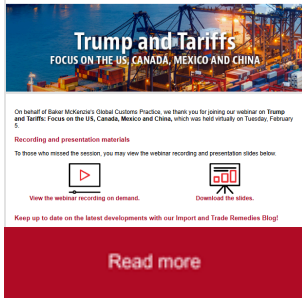 Trump and Tariffs
FOCUS ON THE US, CANADA, MEXICO AND CHINA
On behalf of Baker McKenzie's Global Customs Practice, we thank you for joining our webinar on Trump
and Tariffs: Focus on the US, Canada, Mexico and China, which was held virtually on Tuesday, February
5.
Recording and presentation materials
To those who missed the session, you may view the webinar recording and presentation slides below.
View the webinar recording on demand.
Download the slides.
Keep up to date on the latest developments with our Import and Trade Remedies Blog!
Read more